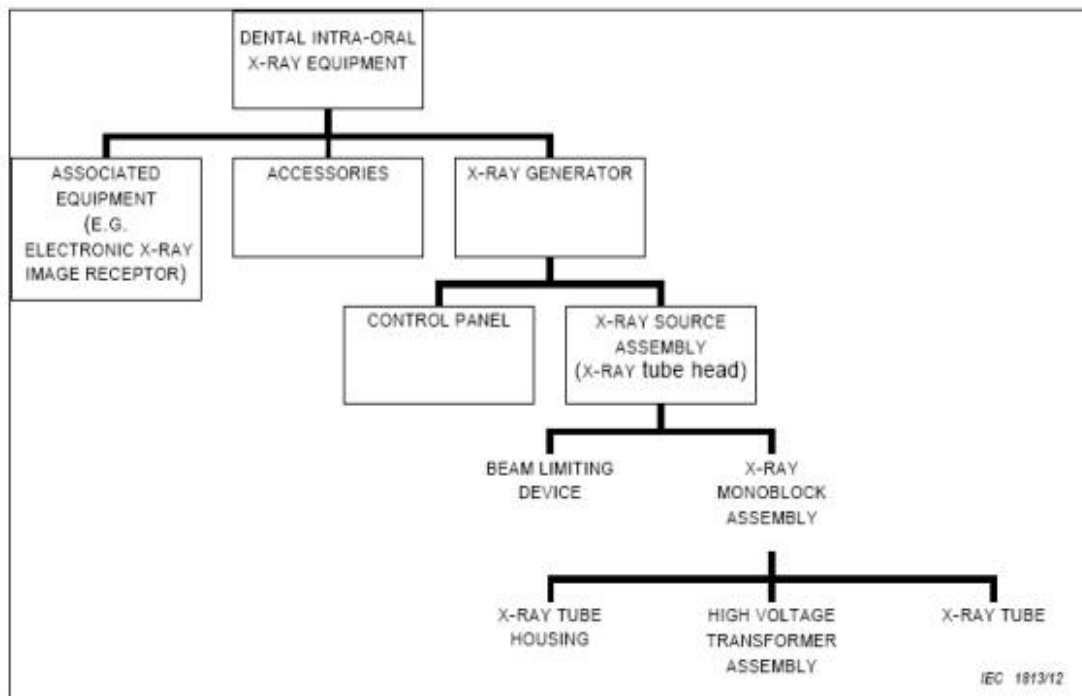 DENTAL INTRA-ORAL
X-RAY EQUIPMENT
ASSOCIATED
EQUIPMENT
(E.G.
ELECTRONIC X-RAY
IMAGE RECEPTOR)
ACCESSORIES
X-RAY GENERATOR
CONTROL PANEL
X-RAY SOURCE
ASSEMBLY
(X-RAY tube head)
BEAM LIMITING
DEVICE
X-RAY
MONOBLOCK
ASSEMBLY
X-RAY TUBE
HOUSING
HIGH VOLTAGE
TRANSFORMER
ASSEMBLY
X-RAY TUBE
IEC 1813/12